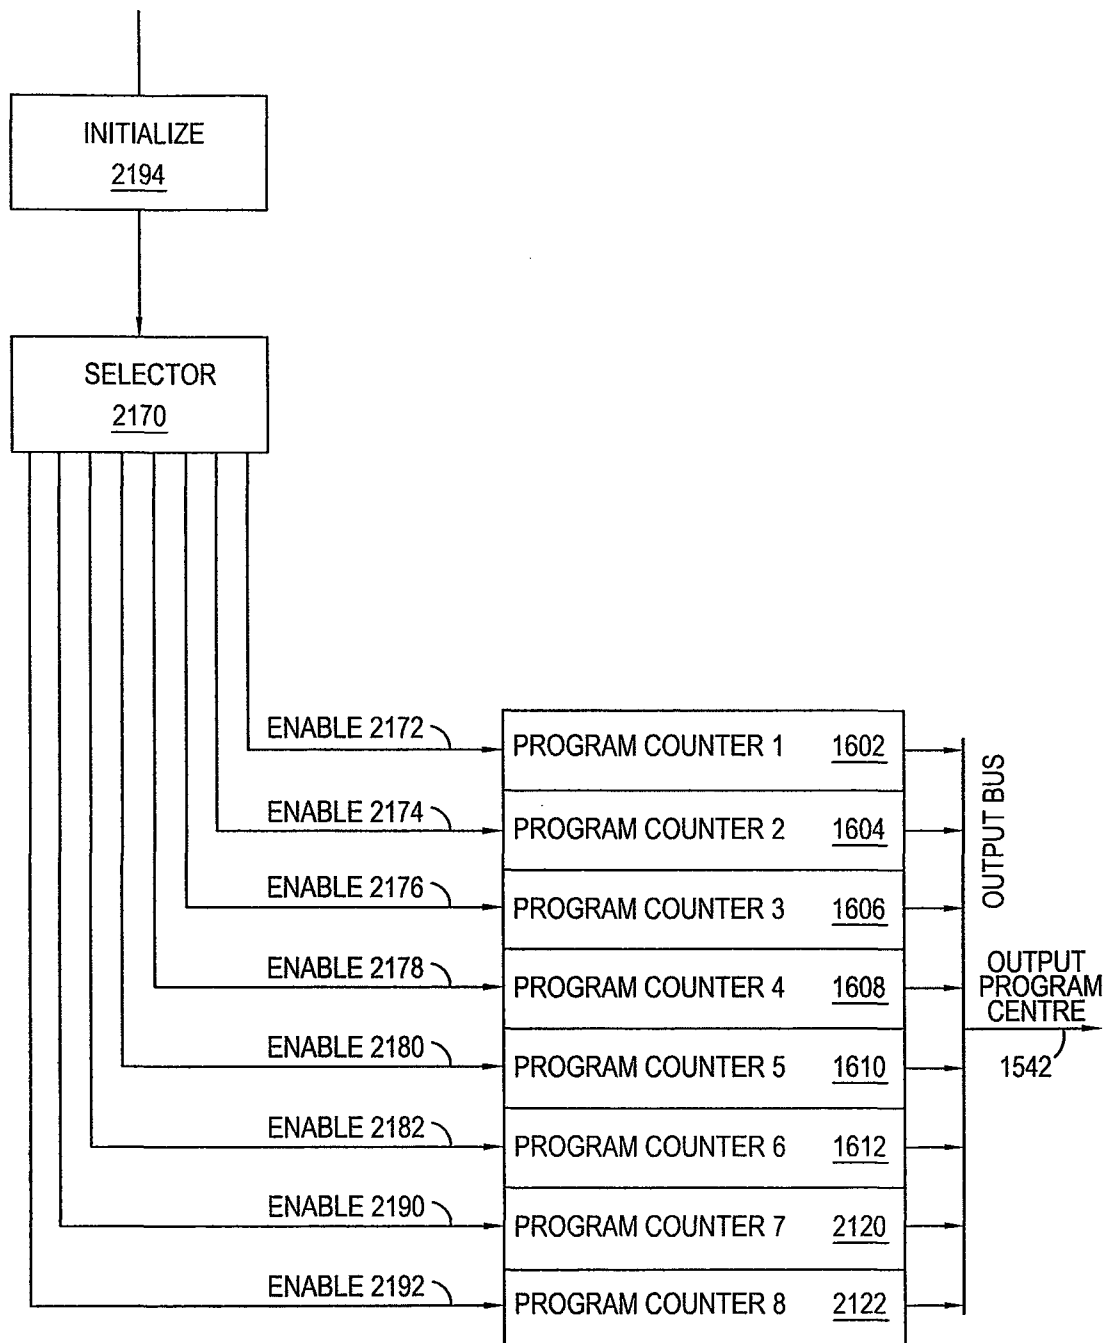 INITIALIZE
2194
SELECTOR
2170
ENABLE 2172
PROGRAM COUNTER 1 1602
ENABLE 2174
PROGRAM COUNTER 2 1604
ENABLE 2176
PROGRAM COUNTER 3 1606
ENABLE 2178
PROGRAM COUNTER 4 1608
ENABLE 2180
PROGRAM COUNTER 5 1610
ENABLE 2182
PROGRAM COUNTER 6 1612
ENABLE 2190
PROGRAM COUNTER 7 2120
ENABLE 2192
PROGRAM COUNTER 8 2122
OUTPUT BUS
OUTPUT
PROGRAM
CENTRE
1542